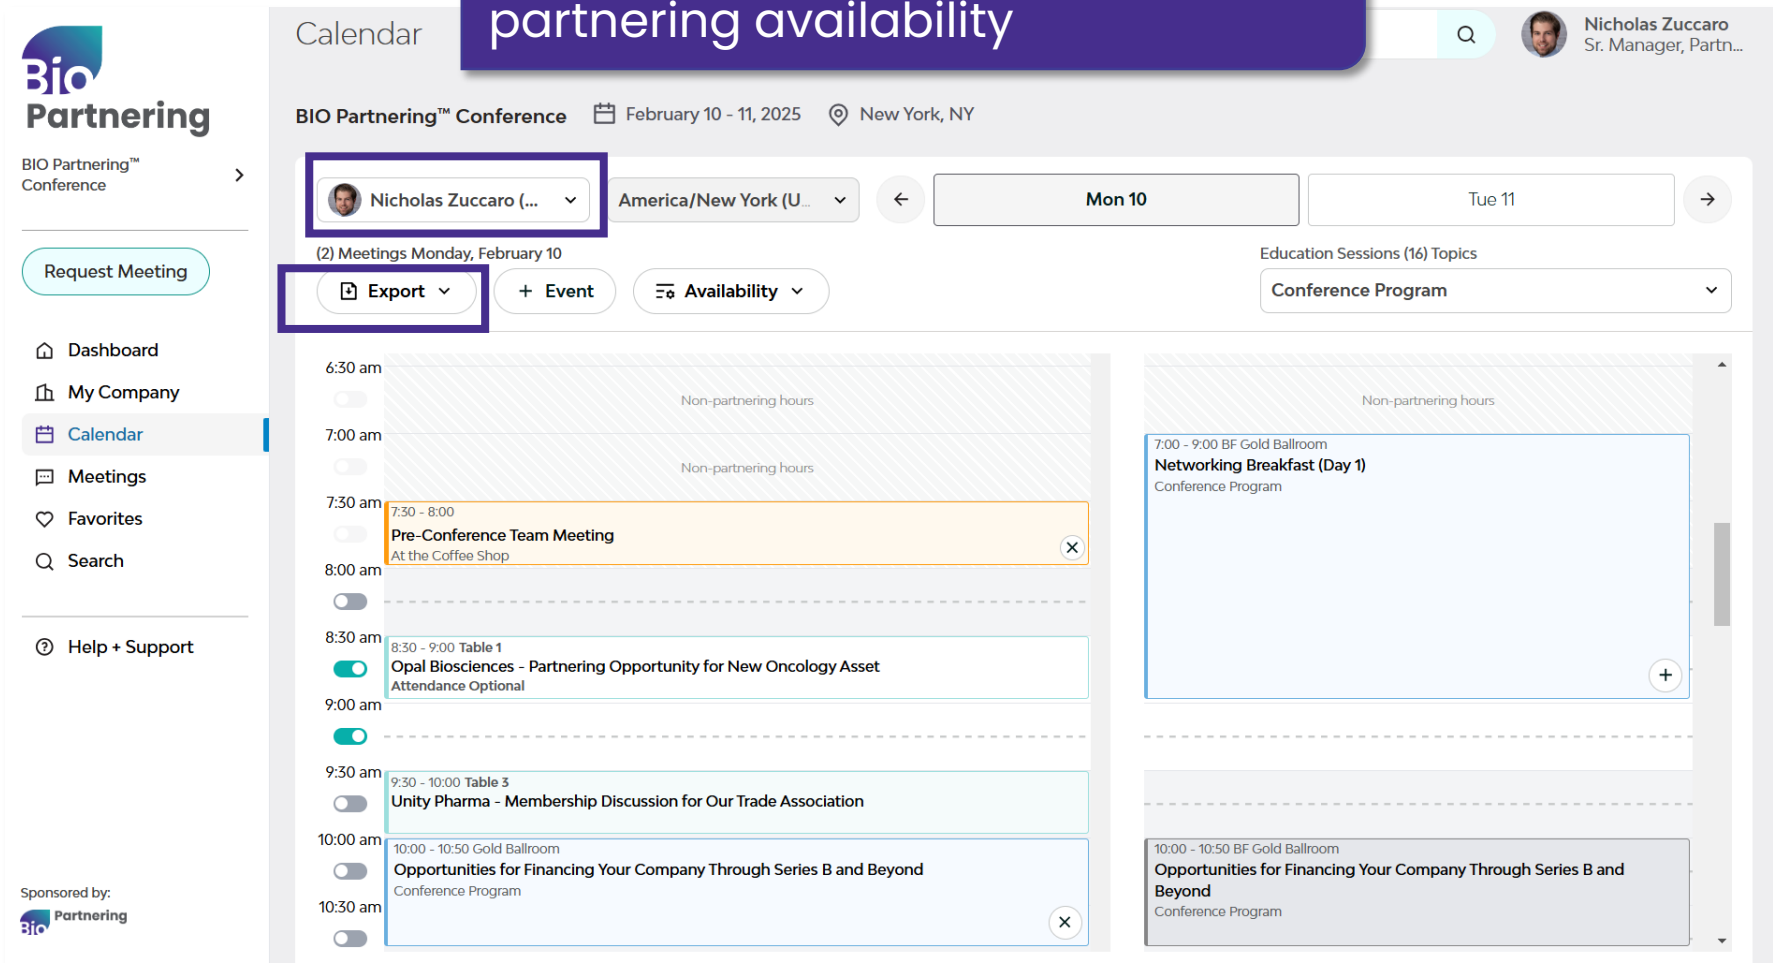 partnering availability
Calendar
Nicholas Zuccaro
Sr. Manager, Partn...
Bio
Partnering
BIO Partnering™
Conference
BIO Partnering™ Conference
February 10 - 11, 2025
New York, NY
Nicholas Zuccaro (...
America/New York (U...
Mon 10
Tue 11
(2) Meetings Monday, February 10
Education Sessions (16) Topics
Request Meeting
Export
+ Event
Availability
Conference Program
Dashboard
My Company
Calendar
Meetings
Favorites
Search
Help + Support
Sponsored by:
Bio Partnering
6:30 am
Non-partnering hours
7:00 am
Non-partnering hours
7:30 am
7:30 - 8:00
Pre-Conference Team Meeting
At the Coffee Shop
8:00 am
8:30 am
8:30 - 9:00 Table 1
Opal Biosciences - Partnering Opportunity for New Oncology Asset
Attendance Optional
9:00 am
9:30 am
9:30 - 10:00 Table 3
Unity Pharma - Membership Discussion for Our Trade Association
10:00 am
10:00 - 10:50 Gold Ballroom
Opportunities for Financing Your Company Through Series B and Beyond
Conference Program
10:30 am
Non-partnering hours
7:00 - 9:00 BF Gold Ballroom
Networking Breakfast (Day 1)
Conference Program
10:00 - 10:50 BF Gold Ballroom
Opportunities for Financing Your Company Through Series B and
Beyond
Conference Program